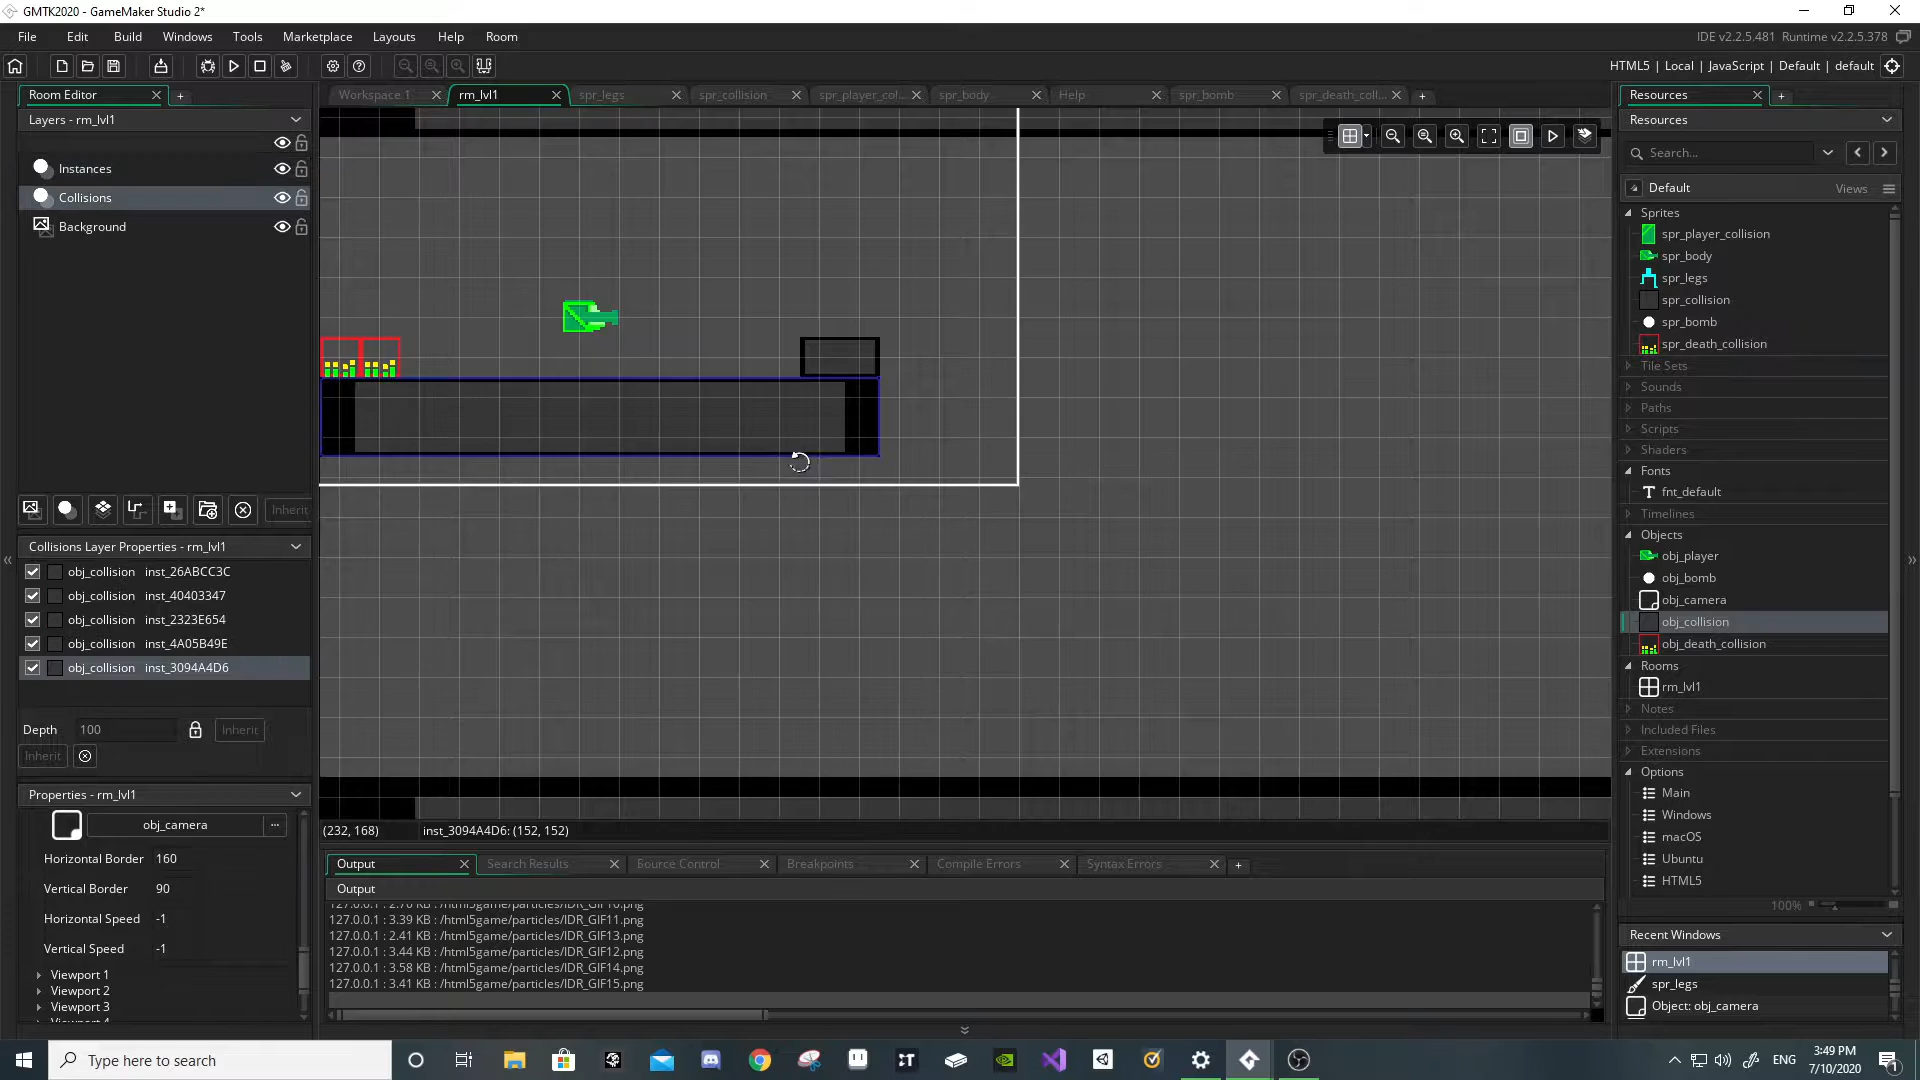 GMTK2020 - GameMaker Studio 2*
File Edit Build Windows Tools Marketplace Layouts Help Room
IDE v2.2.5.481 Runtime v2.2.5.378
HTML5 | Local | JavaScript | Default | default
Room Editor
Layers - rm_lvl1
Instances
Collisions
Background
Inherit
Collisions Layer Properties - rm_lvl1
obj_collision inst_26ABCC3C
obj_collision inst_40403347
obj_collision inst_2323E654
obj_collision inst_4A05B49E
obj_collision inst_3094A4D6
Depth 100 Inherit
Inherit
Properties - rm_lvl1
obj_camera ...
Horizontal Border 160
Vertical Border 90
Horizontal Speed -1
Vertical Speed -1
Viewport 1
Viewport 2
Viewport 3
Workspace 1 rm_lvl1 spr_legs spr_collision spr_player_col... spr_body Help spr_bomb spr_death_coll...
(232, 168) inst_3094A4D6: (152, 152)
Output Search Results Source Control Breakpoints Compile Errors Syntax Errors
Output
127.0.0.1 : 3.39 KB : /html5game/particles/IDR_GIF11.png
127.0.0.1 : 2.41 KB : /html5game/particles/IDR_GIF13.png
127.0.0.1 : 3.44 KB : /html5game/particles/IDR_GIF12.png
127.0.0.1 : 3.58 KB : /html5game/particles/IDR_GIF14.png
127.0.0.1 : 3.41 KB : /html5game/particles/IDR_GIF15.png
Resources
Resources
Search...
Default Views
Sprites
spr_player_collision
spr_body
spr_legs
spr_collision
spr_bomb
spr_death_collision
Tile Sets
Sounds
Paths
Scripts
Shaders
Fonts
fnt_default
Timelines
Objects
obj_player
obj_bomb
obj_camera
obj_collision
obj_death_collision
Rooms
rm_lvl1
Notes
Included Files
Extensions
Options
Main
Windows
macOS
Ubuntu
HTML5
100%
Recent Windows
rm_lvl1
spr_legs
Object: obj_camera
Type here to search
ENG
3:49 PM
7/10/2020
1